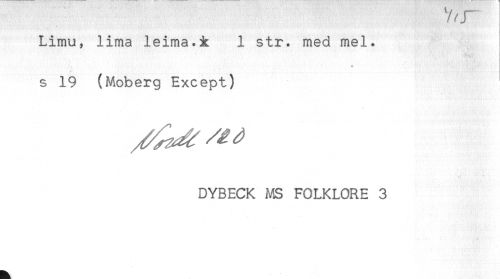 415
Limu, lima leima. 1 str. med mel.
s 19 (Moberg Except)
Nordl 120
DYBECK MS FOLKLORE 3